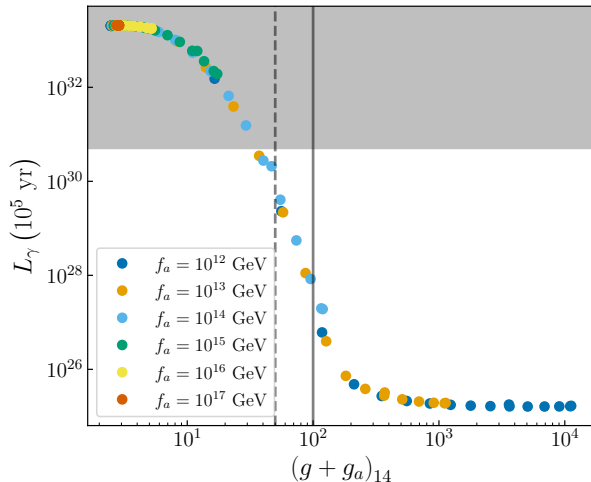 10^{32}
10^{30}
10^{28}
10^{26}
L_γ (10^5 yr)
f_a = 10^{12} GeV
f_a = 10^{13} GeV
f_a = 10^{14} GeV
f_a = 10^{15} GeV
f_a = 10^{16} GeV
f_a = 10^{17} GeV
10^1 10^2 10^3 10^4
(g + g_a)_{14}